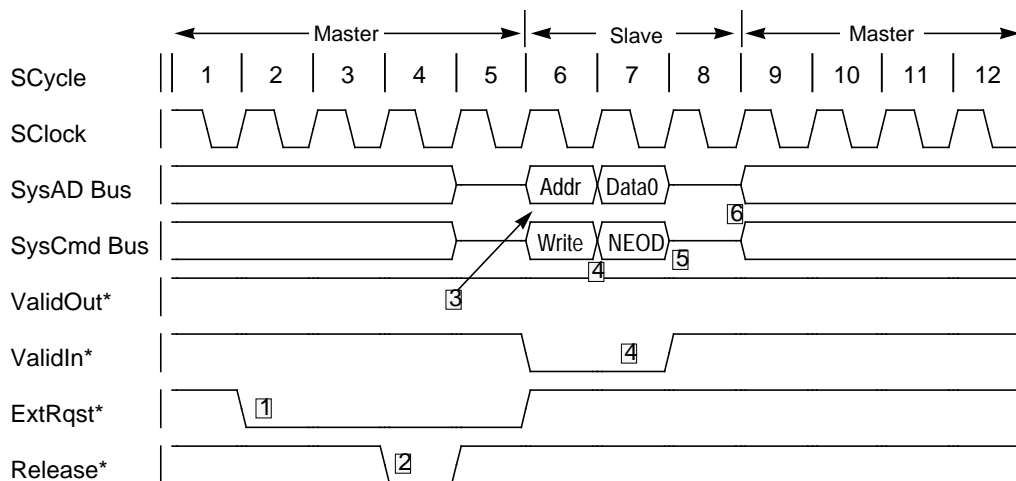 Master Slave Master
SCycle 1 2 3 4 5 6 7 8 9 10 11 12
SClock
SysAD Bus Addr Data0
6
SysCmd Bus Write NEOD
5
4
ValidOut* 3
ValidIn* 4
ExtRqst* 1
Release* 2